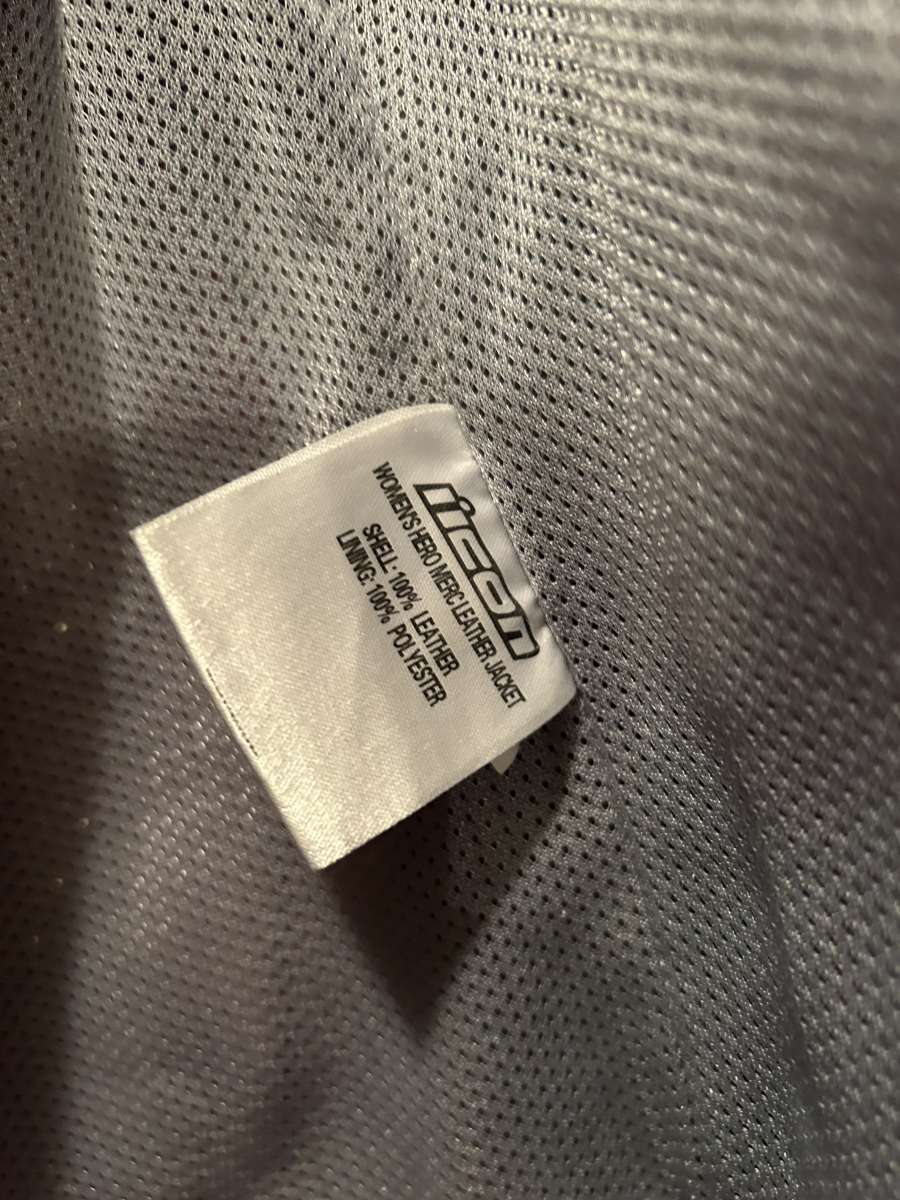 icon
WOMEN'S HERO MERC LEATHER JACKET
SHELL: 100% LEATHER
LINING: 100% POLYESTER